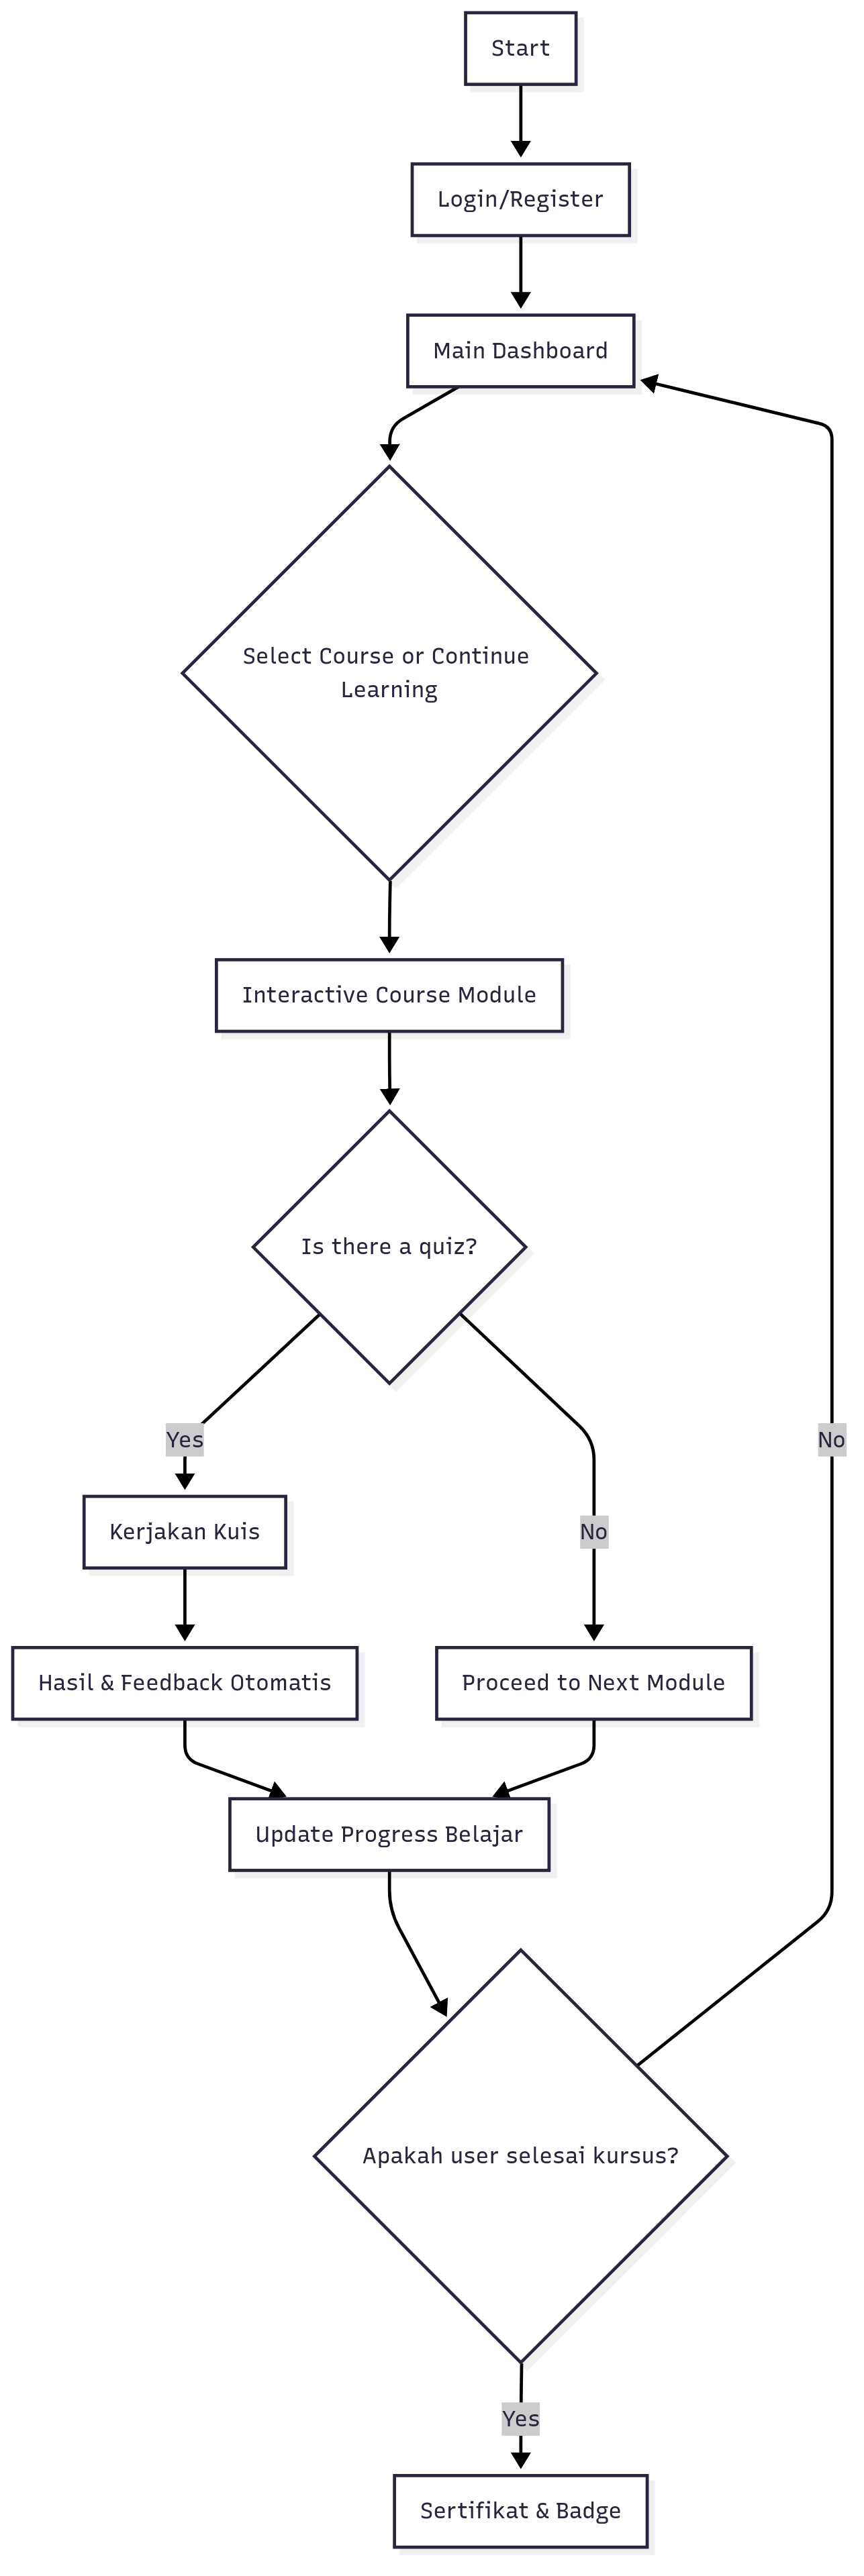 Start
Login/Register
Main Dashboard
Select Course or Continue
Learning
Interactive Course Module
Is there a quiz?
Yes
No
Kerjakan Kuis
No
Hasil & Feedback Otomatis
Proceed to Next Module
Update Progress Belajar
Apakah user selesai kursus?
Yes
Sertifikat & Badge